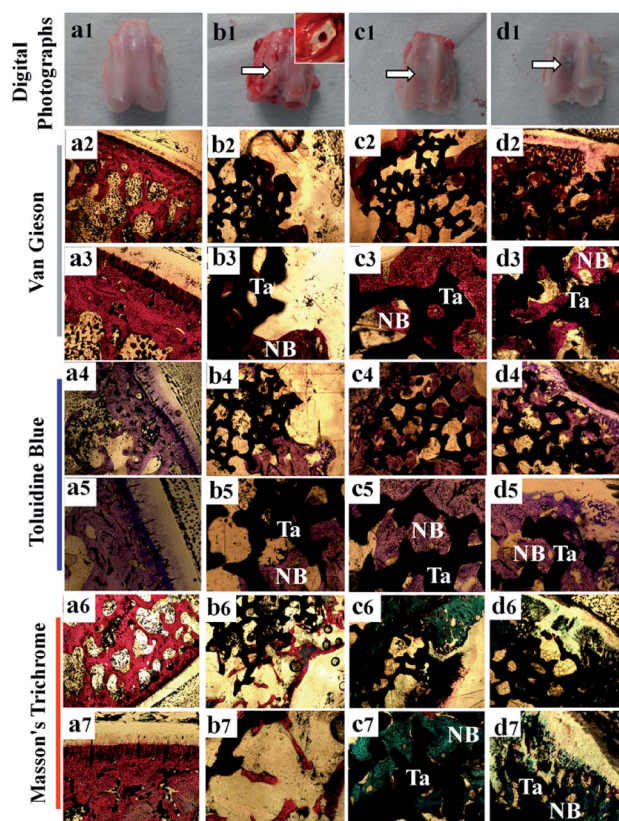 Digital
Photographs
a1 b1 c1 d1
Van Gieson
a2 b2 c2 d2
a3 b3 c3 d3
Ta Ta NB
NB NB Ta
Toluidine Blue
a4 b4 c4 d4
a5 b5 c5 d5
Ta NB NB Ta
NB Ta
Masson's Trichrome
a6 b6 c6 d6
a7 b7 c7 d7
NB
Ta Ta
NB